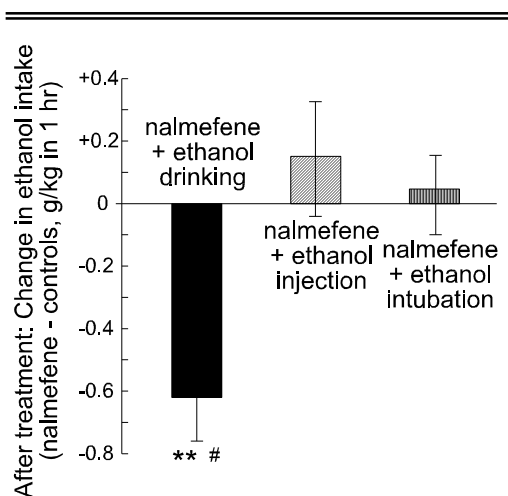 After treatment: Change in ethanol intake
(nalmefene - controls, g/kg in 1 hr)
+0.4
+0.2
0
-0.2
-0.4
-0.6
-0.8
nalmefene
+ ethanol
drinking
nalmefene
+ ethanol
injection
nalmefene
+ ethanol
intubation
** #